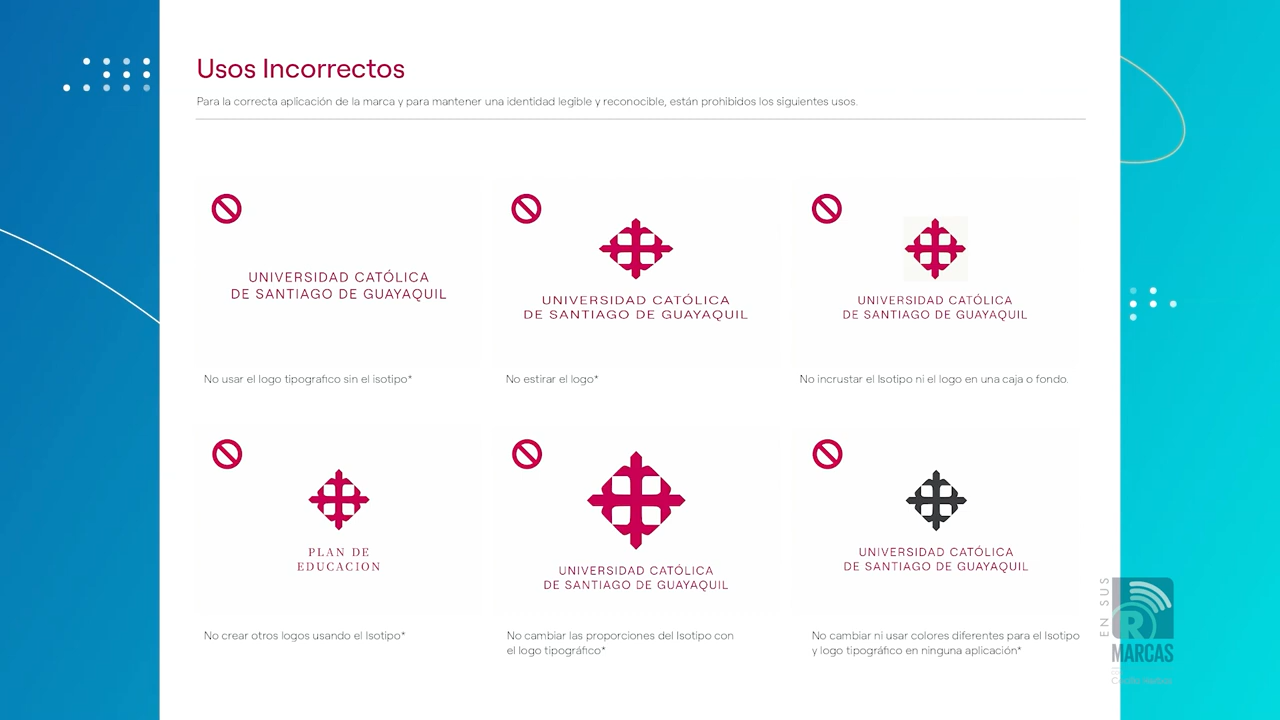 Usos Incorrectos
Para la correcta aplicación de la marca y para mantener una identidad legible y reconocible, están prohibidos los siguientes usos.
UNIVERSIDAD CATÓLICA
DE SANTIAGO DE GUAYAQUIL
No usar el logo tipografico sin el isotipo*
UNIVERSIDAD CATÓLICA
DE SANTIAGO DE GUAYAQUIL
No estirar el logo*
UNIVERSIDAD CATÓLICA
DE SANTIAGO DE GUAYAQUIL
No incrustar el Isotipo ni el logo en una caja o fondo.
PLAN DE
EDUCACION
No crear otros logos usando el Isotipo*
UNIVERSIDAD CATÓLICA
DE SANTIAGO DE GUAYAQUIL
No cambiar las proporciones del Isotipo con
el logo tipográfico*
UNIVERSIDAD CATÓLICA
DE SANTIAGO DE GUAYAQUIL
No cambiar ni usar colores diferentes para el Isotipo
y logo tipográfico en ninguna aplicación*
EN SUS
R
MARCAS